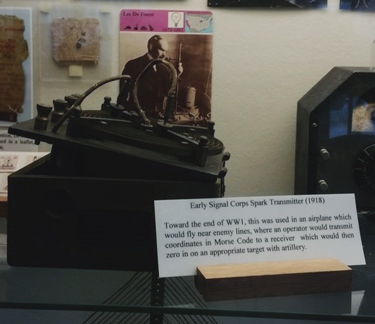 Lee De Forest
1873-1961
Early Signal Corps Spark Transmitter (1918)
Toward the end of WW1, this was used in an airplane which
would fly near enemy lines, where an operator would transmit
coordinates in Morse Code to a receiver which would then
zero in on an appropriate target with artillery.